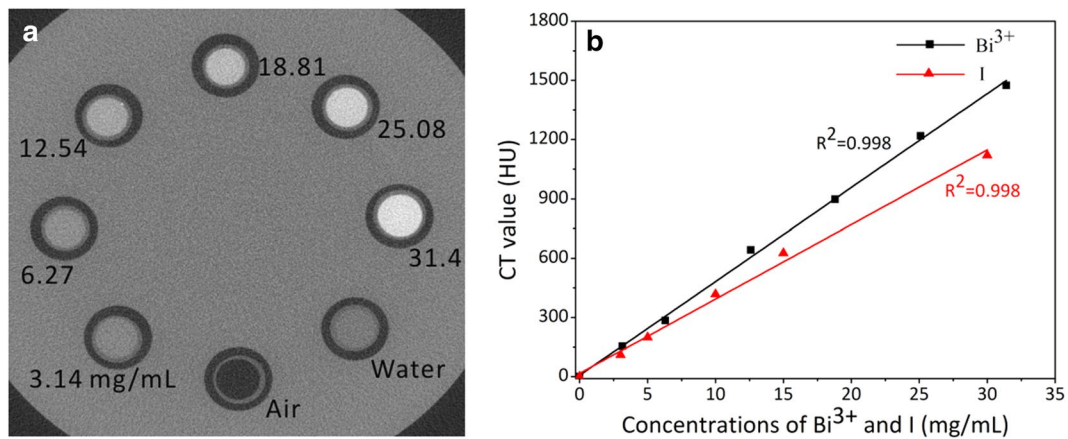 a
18.81
25.08
12.54
31.4
6.27
3.14 mg/mL
Water
Air
b
1800
1500
1200
900
600
300
0
CT value (HU)
Bi³⁺
I
R²=0.998
R²=0.998
0 5 10 15 20 25 30 35
Concentrations of Bi³⁺ and I (mg/mL)